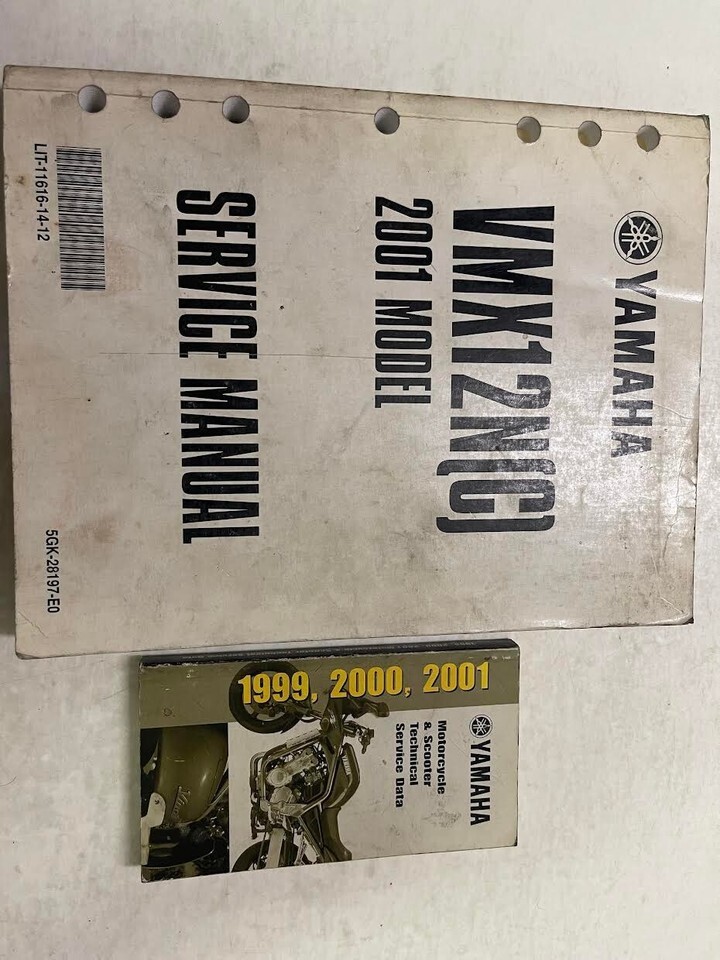 YAMAHA
VMX12N(C)
2001 MODEL
SERVICE MANUAL
LIT-11616-14-12
5GK-28197-E0
1999, 2000, 2001
YAMAHA
Motorcycle
& Scooter
Technical
Service Data